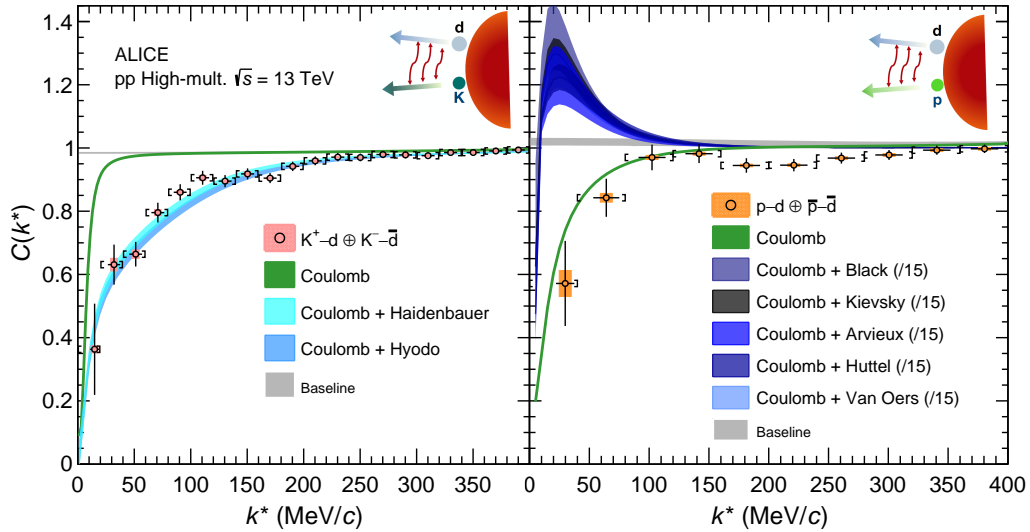 ALICE
pp High-mult. √s = 13 TeV
d
K
K⁺–d ⊕ K⁻–d̅
Coulomb
Coulomb + Haidenbauer
Coulomb + Hyodo
Baseline
C(k*)
0
0.2
0.4
0.6
0.8
1
1.2
1.4
0 50 100 150 200 250 300 350
k* (MeV/c)
d
p
p–d ⊕ p̅–d̅
Coulomb
Coulomb + Black (/15)
Coulomb + Kievsky (/15)
Coulomb + Arvieux (/15)
Coulomb + Huttel (/15)
Coulomb + Van Oers (/15)
Baseline
0 50 100 150 200 250 300 350 400
k* (MeV/c)